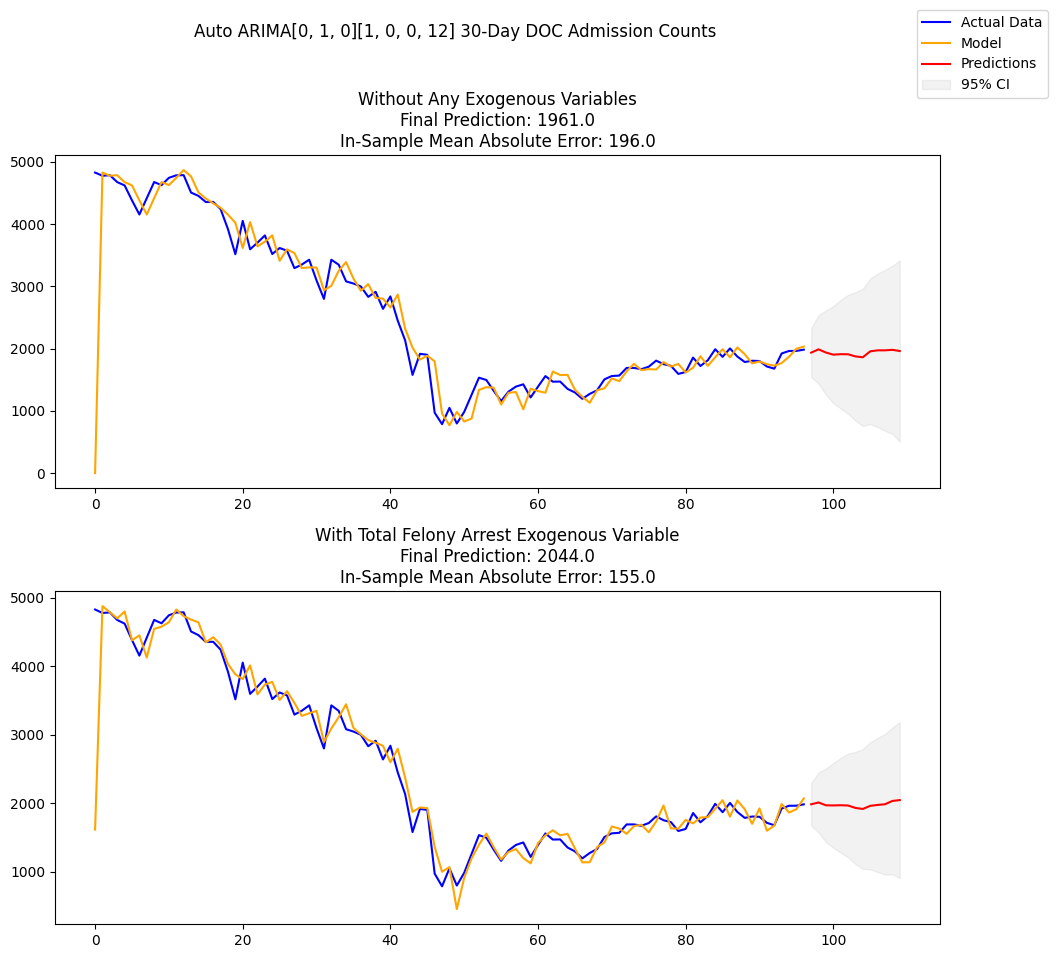 Auto ARIMA[0, 1, 0][1, 0, 0, 12] 30-Day DOC Admission Counts
Actual Data
Model
Predictions
95% CI
Without Any Exogenous Variables
Final Prediction: 1961.0
In-Sample Mean Absolute Error: 196.0
5000
4000
3000
2000
1000
0
0 20 40 60 80 100
With Total Felony Arrest Exogenous Variable
Final Prediction: 2044.0
In-Sample Mean Absolute Error: 155.0
5000
4000
3000
2000
1000
0 20 40 60 80 100